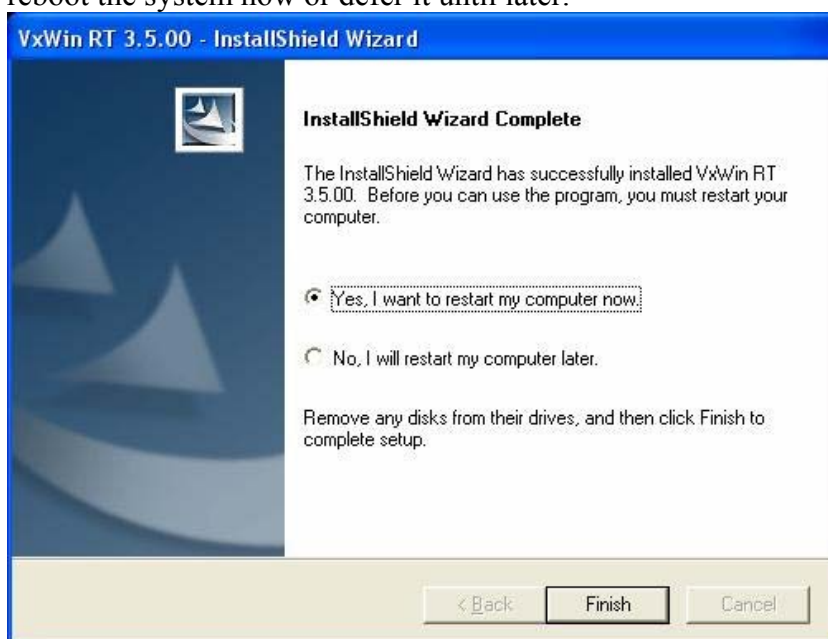 reboot the system now or defer it until later.
VxWin RT 3.5.00 - InstallShield Wizard
InstallShield Wizard Complete
The InstallShield Wizard has successfully installed VxWin RT
3.5.00. Before you can use the program, you must restart your
computer.
Yes, I want to restart my computer now.
No, I will restart my computer later.
Remove any disks from their drives, and then click Finish to
complete setup.
< Back Finish Cancel